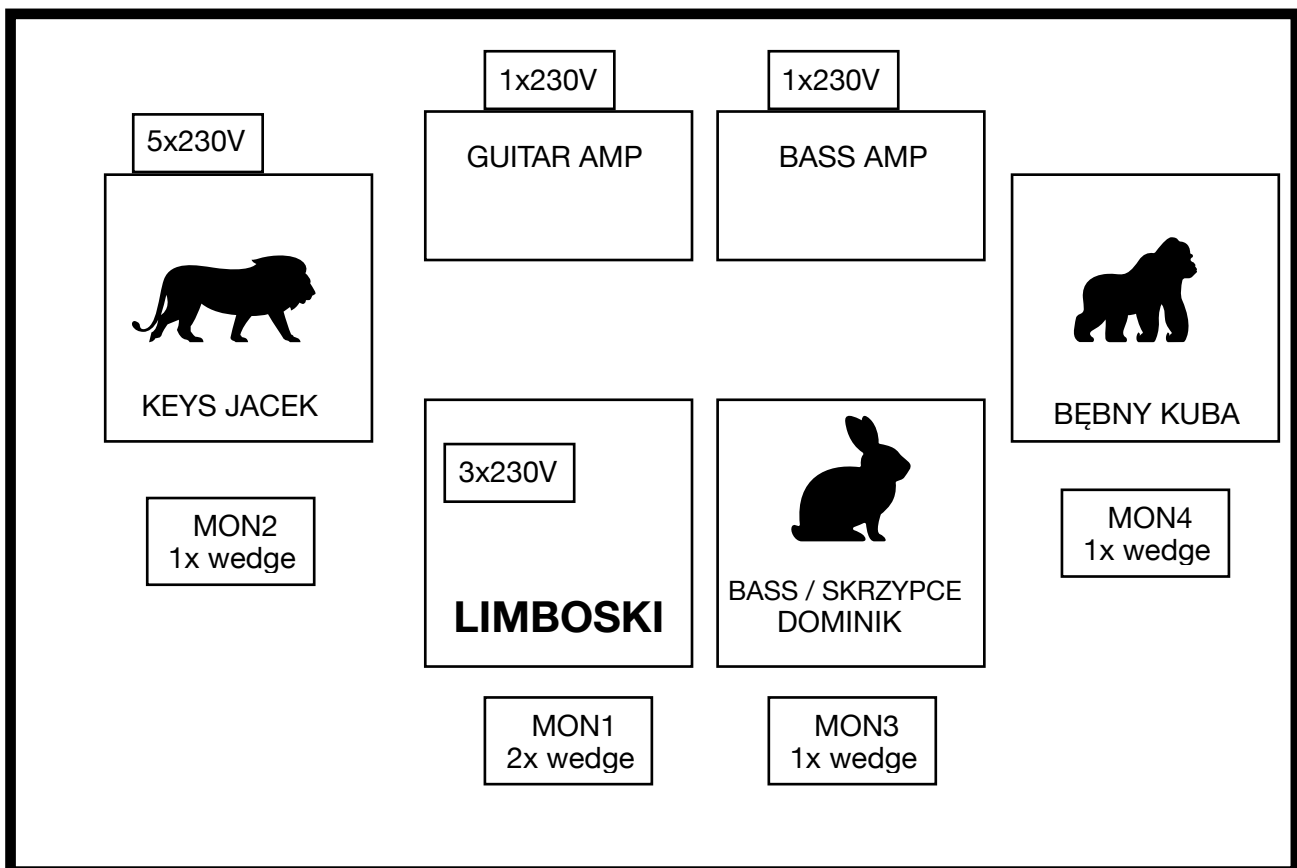 1x230V
1x230V
5x230V
GUITAR AMP
BASS AMP
KEYS JACEK
BĘBNY KUBA
3x230V
MON2
1x wedge
MON4
1x wedge
LIMBOSKI
BASS / SKRZYPCE
DOMINIK
MON1
2x wedge
MON3
1x wedge